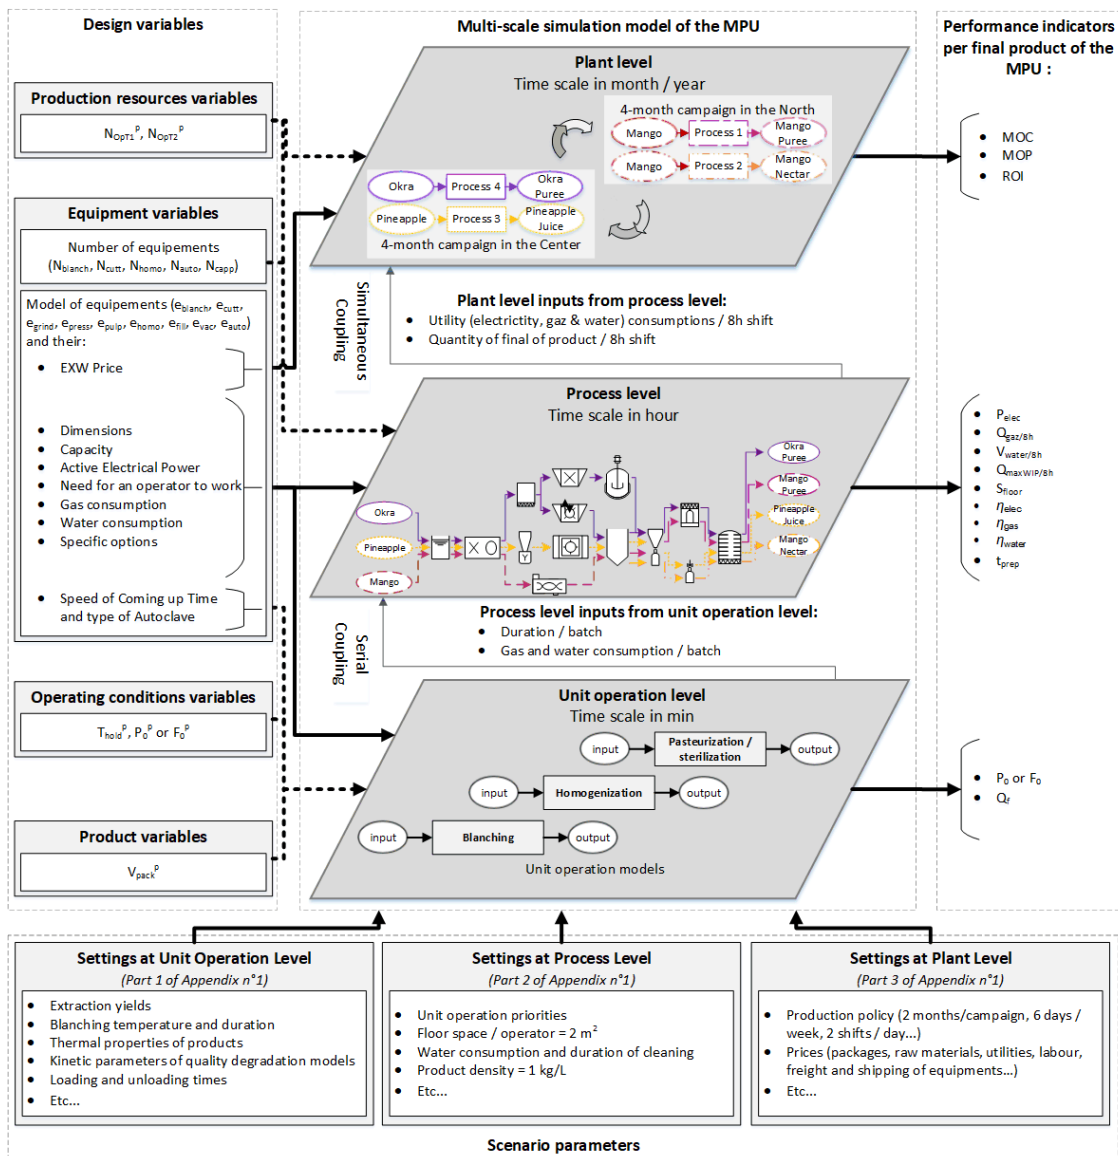 Design variables
Production resources variables
N_OpT1^p, N_OpT2^p
Equipment variables
Number of equipements
(N_blanch, N_cutt, N_homo, N_auto, N_capp)
Model of equipements (e_blanch, e_cutt,
e_grind, e_press, e_pulp, e_homo, e_fill, e_vac, e_auto)
and their:
● EXW Price
● Dimensions
● Capacity
● Active Electrical Power
● Need for an operator to work
● Gas consumption
● Water consumption
● Specific options
● Speed of Coming up Time
and type of Autoclave
Operating conditions variables
T_hold^p, P_0^p or F_0^p
Product variables
V_pack^p
Multi-scale simulation model of the MPU
Plant level
Time scale in month / year
4-month campaign in the North
Mango
Process 1
Mango
Puree
Mango
Process 2
Mango
Nectar
Okra
Process 4
Okra
Puree
Pineapple
Process 3
Pineapple
Juice
4-month campaign in the Center
Simultaneous
Coupling
Plant level inputs from process level:
● Utility (electrictity, gaz & water) consumptions / 8h shift
● Quantity of final of product / 8h shift
Process level
Time scale in hour
Okra
Pineapple
Mango
Okra
Puree
Mango
Puree
Pineapple
Juice
Mango
Nectar
Serial
Coupling
Process level inputs from unit operation level:
● Duration / batch
● Gas and water consumption / batch
Unit operation level
Time scale in min
input
Pasteurization /
sterilization
output
input
Homogenization
output
input
Blanching
output
Unit operation models
Performance indicators
per final product of the
MPU :
● MOC
● MOP
● ROI
● P_elec
● Q_gaz/8h
● V_water/8h
● Q_maxWIP/8h
● S_floor
● η_elec
● η_gas
● η_water
● t_prep
● P_0 or F_0
● Q_f
Settings at Unit Operation Level
(Part 1 of Appendix n°1)
● Extraction yields
● Blanching temperature and duration
● Thermal properties of products
● Kinetic parameters of quality degradation models
● Loading and unloading times
● Etc...
Settings at Process Level
(Part 2 of Appendix n°1)
● Unit operation priorities
● Floor space / operator = 2 m²
● Water consumption and duration of cleaning
● Product density = 1 kg/L
● Etc...
Settings at Plant Level
(Part 3 of Appendix n°1)
● Production policy (2 months/campaign, 6 days /
week, 2 shifts / day...)
● Prices (packages, raw materials, utilities, labour,
freight and shipping of equipments...)
● Etc...
Scenario parameters